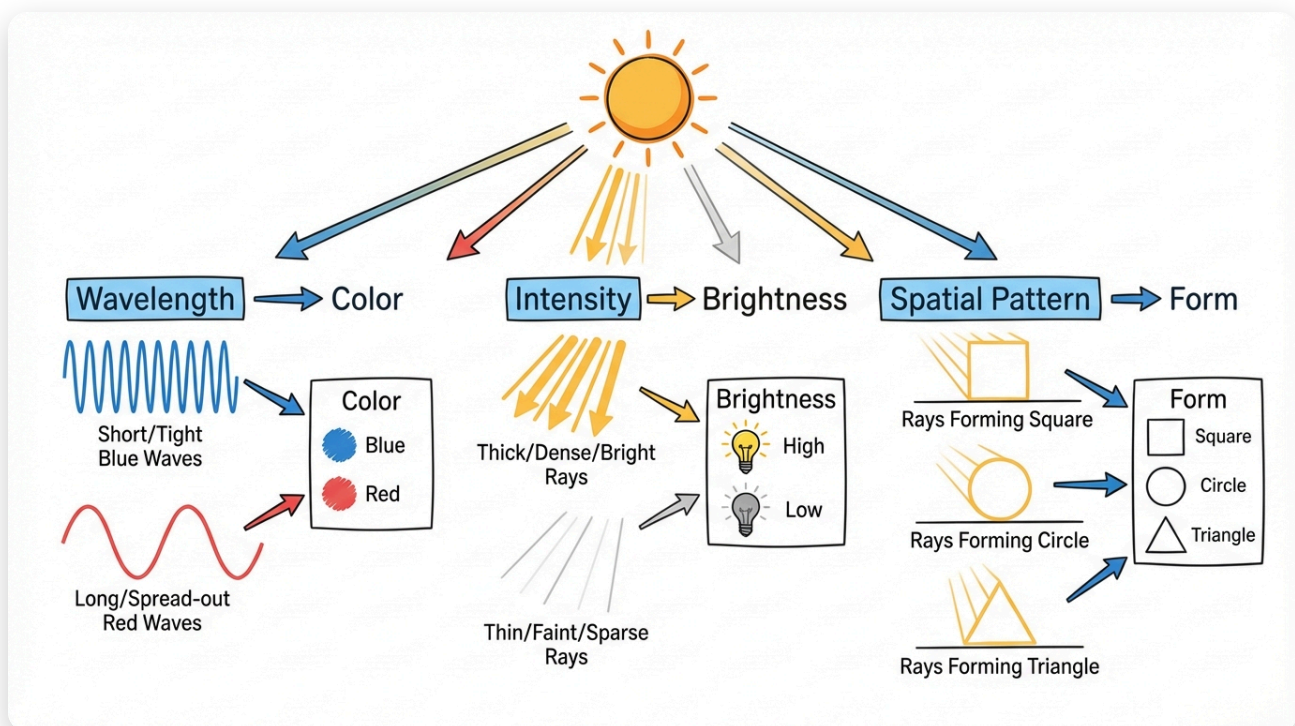 Wavelength
Color
Short/Tight
Blue Waves
Long/Spread-out
Red Waves
Color
Blue
Red
Intensity
Brightness
Thick/Dense/Bright
Rays
Thin/Faint/Sparse
Rays
Brightness
High
Low
Spatial Pattern
Form
Rays Forming Square
Rays Forming Circle
Rays Forming Triangle
Form
Square
Circle
Triangle